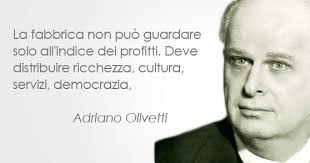 La fabbrica non può guardare
solo all'indice dei profitti. Deve
distribuire ricchezza, cultura,
servizi, democrazia,
Adriano Olivetti